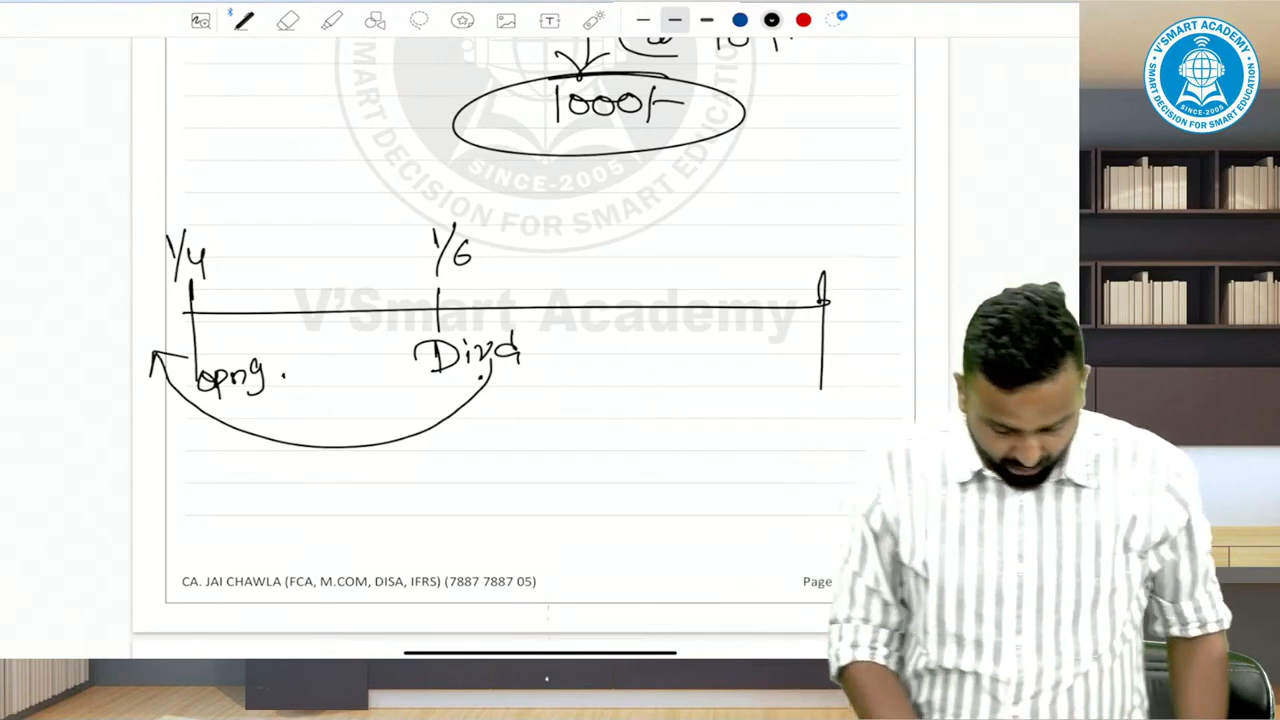 1000/-
SINCE-2005
DECISION FOR SMART EDUCATION
1/4
1/6
V'Smart Academy
Divd
opng.
CA. JAI CHAWLA (FCA, M.COM, DISA, IFRS) (7887 7887 05)
Page
V'SMART ACADEMY
SMART DECISION FOR SMART EDUCATION
SINCE-2005